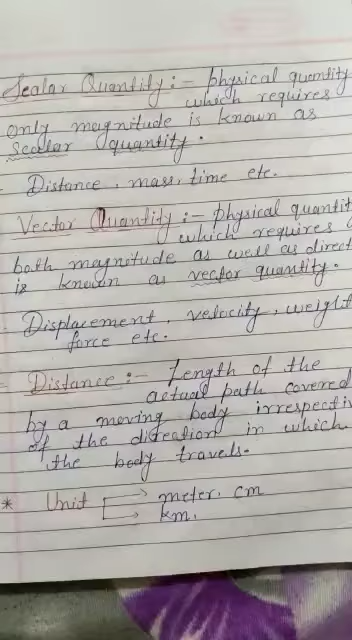 Scalar Quantity :- physical quantity
which requires
only magnitude is known as
scalar quantity.
- Distance, mass, time etc.
Vector Quantity :- physical quantit
which requires
both magnitude as well as direct
is known as vector quantity.
- Displacement, velocity, weight
force etc.
- Distance :- Length of the
actual path covered
by a moving body irrespecti
of the direction in which
the body travels.
* Unit → meter, cm
→ km.